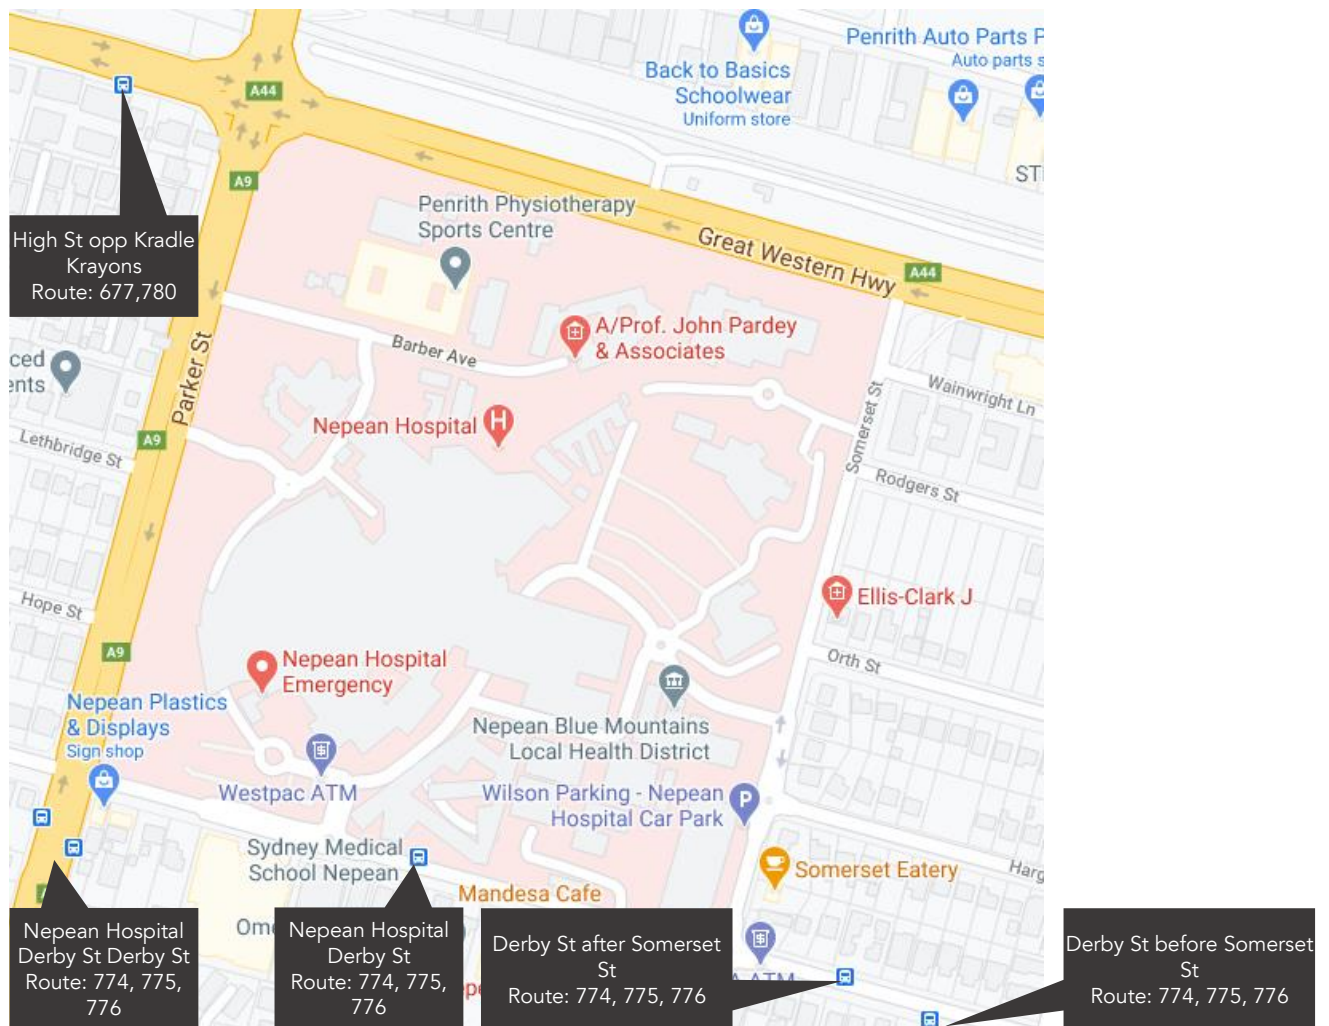 Penrith Auto Parts P
Auto parts s
Back to Basics
Schoolwear
Uniform store
A44
A9
Penrith Physiotherapy
Sports Centre
High St opp Kradle
Krayons
Route: 677,780
Great Western Hwy
A44
A/Prof. John Pardey
& Associates
Barber Ave
Parker St
ced
ents
Wainwright Ln
Somerset St
Nepean Hospital
H
A9
Lethbridge St
Rodgers St
Hope St
Ellis-Clark J
A9
Orth St
Nepean Hospital
Emergency
Nepean Plastics
& Displays
Sign shop
Nepean Blue Mountains
Local Health District
Westpac ATM
Wilson Parking - Nepean
Hospital Car Park
P
Sydney Medical
School Nepean
Somerset Eatery
Harg
Mandesa Cafe
Nepean Hospital
Derby St Derby St
Route: 774, 775,
776
Nepean Hospital
Derby St
Route: 774, 775,
776
Derby St after Somerset
St
Route: 774, 775, 776
Derby St before Somerset
St
Route: 774, 775, 776
ATM